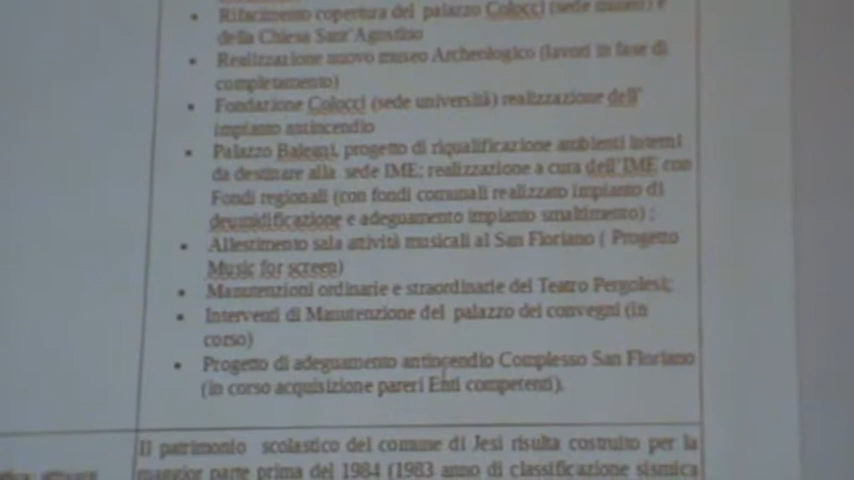 Rifacimento copertura del palazzo Colocci (sede museo) e
della Chiesa Sant'Agostino
Realizzazione nuovo museo Archeologico (lavori in fase di
completamento)
Fondazione Colocci (sede università) realizzazione dell'
impianto antincendio
Palazzo Baleani, progetto di riqualificazione ambienti interni
da destinare alla sede IME; realizzazione a cura dell'IME con
Fondi regionali (con fondi comunali realizzato impianto di
deumidificazione e adeguamento impianto smaltimento) ;
Allestimento sala attività musicali al San Floriano ( Progetto
Music for screen)
Manutenzioni ordinarie e straordinarie del Teatro Pergolesi;
Interventi di Manutenzione del palazzo dei convegni (in
corso)
Progetto di adeguamento antincendio Complesso San Floriano
(in corso acquisizione pareri Enti competenti).
Il patrimonio scolastico del comune di Jesi risulta costruito per la
maggior parte prima del 1984 (1983 anno di classificazione sismica